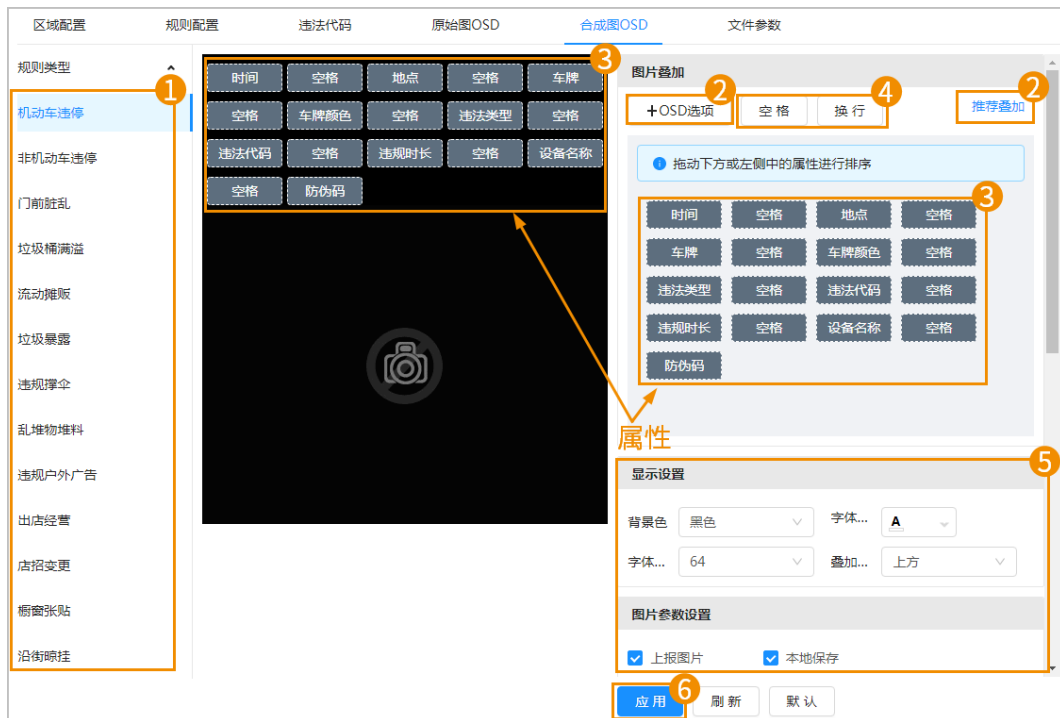 区域配置 规则配置 违法代码 原始图OSD 合成图OSD 文件参数
规则类型
1
机动车违停
非机动车违停
门前脏乱
垃圾桶满溢
流动摊贩
垃圾暴露
违规撑伞
乱堆物堆料
违规户外广告
出店经营
店招变更
橱窗张贴
沿街晾挂
3
时间 空格 地点 空格 车牌
空格 车牌颜色 空格 违法类型 空格
违法代码 空格 违规时长 空格 设备名称
空格 防伪码
图片叠加
2 4 2
+OSD选项 空格 换行 推荐叠加
拖动下方或左侧中的属性进行排序
3
时间 空格 地点 空格
车牌 空格 车牌颜色 空格
违法类型 空格 违法代码 空格
违规时长 空格 设备名称 空格
防伪码
属性
5
显示设置
背景色 黑色 字体... A
字体... 64 叠加... 上方
图片参数设置
上报图片 本地保存
6
应用 刷新 默认